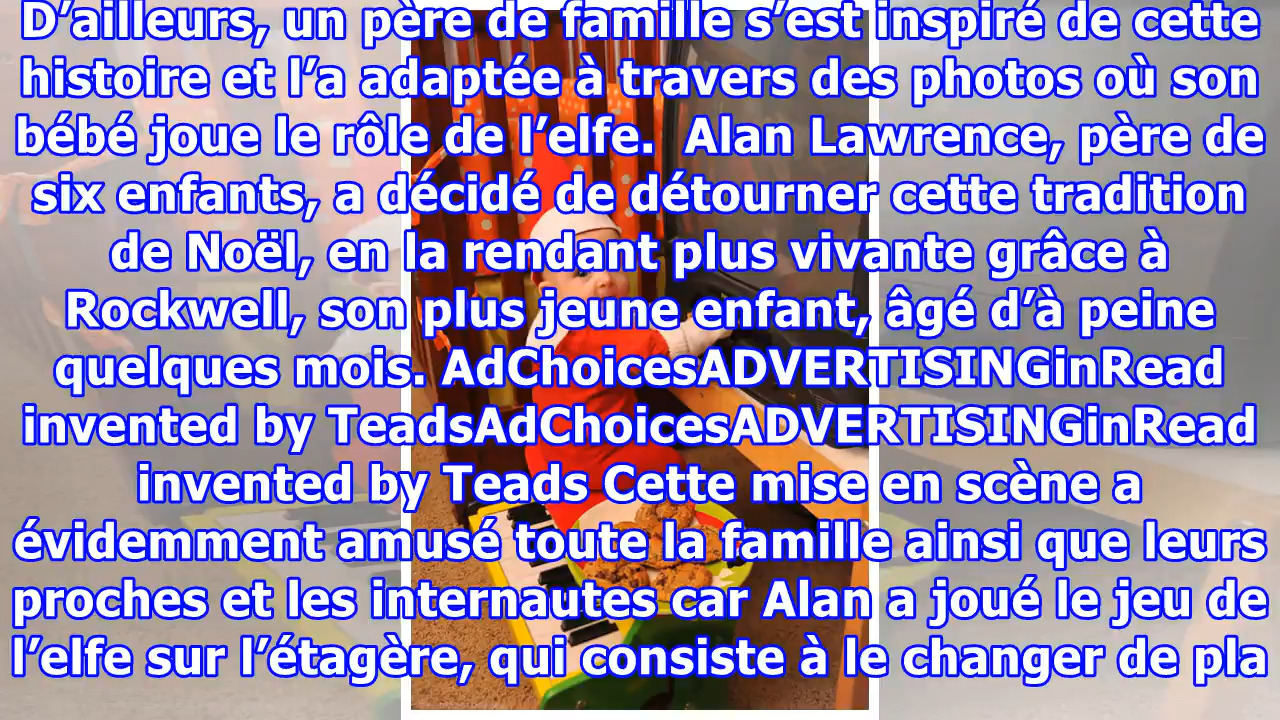 D’ailleurs, un père de famille s’est inspiré de cette
histoire et l’a adaptée à travers des photos où son
bébé joue le rôle de l’elfe.  Alan Lawrence, père de
six enfants, a décidé de détourner cette tradition
de Noël, en la rendant plus vivante grâce à
Rockwell, son plus jeune enfant, âgé d’à peine
quelques mois. AdChoicesADVERTISINGinRead
invented by TeadsAdChoicesADVERTISINGinRead
invented by Teads Cette mise en scène a
évidemment amusé toute la famille ainsi que leurs
proches et les internautes car Alan a joué le jeu de
l’elfe sur l’étagère, qui consiste à le changer de pla